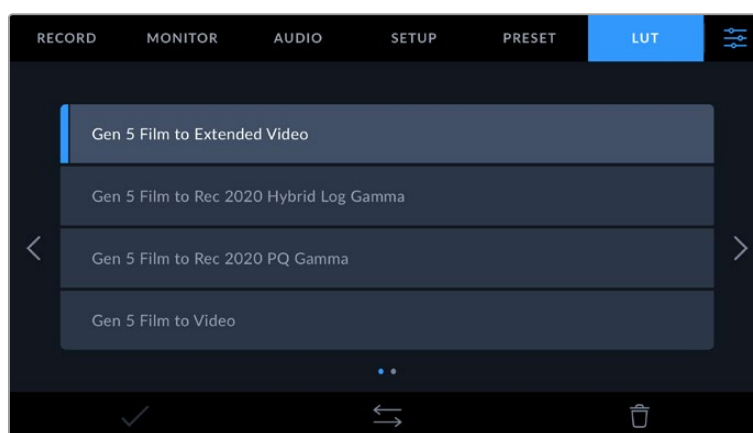 RECORD MONITOR AUDIO SETUP PRESET LUT
Gen 5 Film to Extended Video
Gen 5 Film to Rec 2020 Hybrid Log Gamma
Gen 5 Film to Rec 2020 PQ Gamma
Gen 5 Film to Video